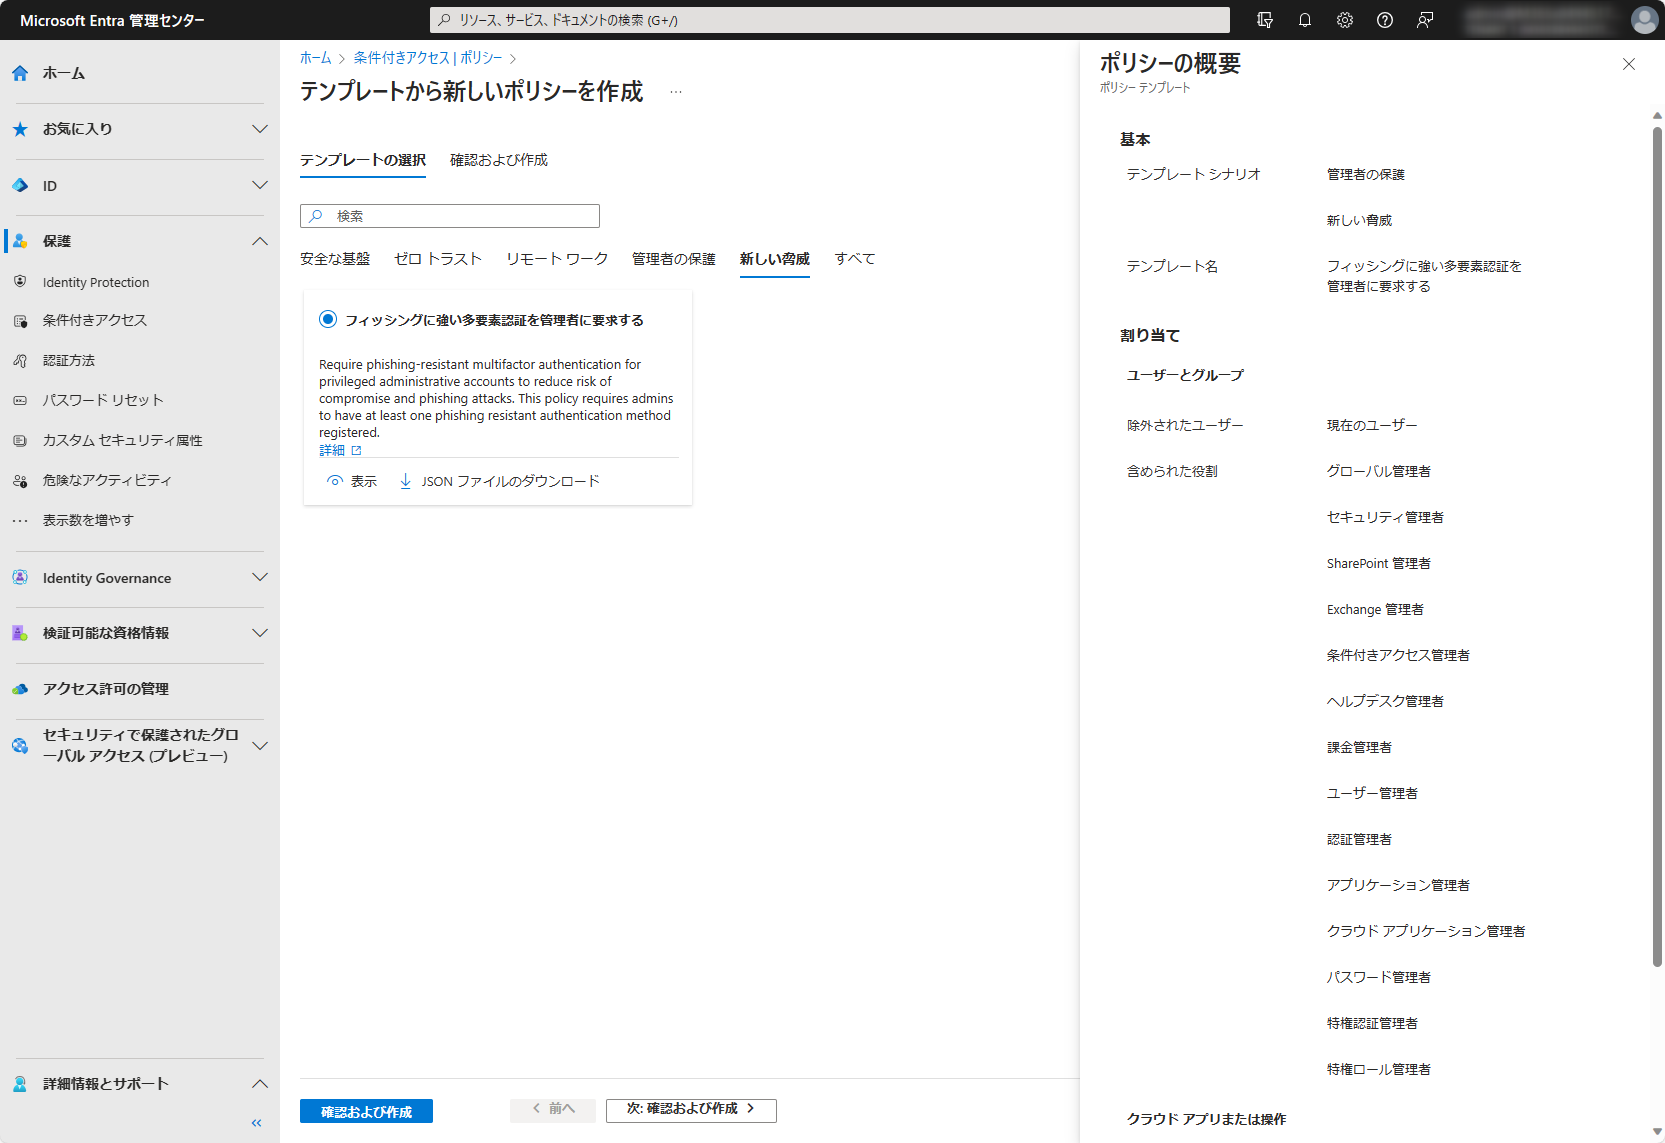 Microsoft Entra 管理センター
リソース、サービス、ドキュメントの検索 (G+/)
ホーム
お気に入り
ID
保護
Identity Protection
条件付きアクセス
認証方法
パスワード リセット
カスタム セキュリティ属性
危険なアクティビティ
表示数を増やす
Identity Governance
検証可能な資格情報
アクセス許可の管理
セキュリティで保護されたグロ
ーバル アクセス (プレビュー)
詳細情報とサポート
ホーム > 条件付きアクセス | ポリシー >
テンプレートから新しいポリシーを作成 …
テンプレートの選択 確認および作成
検索
安全な基盤 ゼロ トラスト リモート ワーク 管理者の保護 新しい脅威 すべて
フィッシングに強い多要素認証を管理者に要求する
Require phishing-resistant multifactor authentication for
privileged administrative accounts to reduce risk of
compromise and phishing attacks. This policy requires admins
to have at least one phishing resistant authentication method
registered.
詳細
表示 JSON ファイルのダウンロード
確認および作成 < 前へ 次: 確認および作成 >
ポリシーの概要
ポリシー テンプレート
基本
テンプレート シナリオ 管理者の保護
新しい脅威
テンプレート名 フィッシングに強い多要素認証を
管理者に要求する
割り当て
ユーザーとグループ
除外されたユーザー 現在のユーザー
含められた役割 グローバル管理者
セキュリティ管理者
SharePoint 管理者
Exchange 管理者
条件付きアクセス管理者
ヘルプデスク管理者
課金管理者
ユーザー管理者
認証管理者
アプリケーション管理者
クラウド アプリケーション管理者
パスワード管理者
特権認証管理者
特権ロール管理者
クラウド アプリまたは操作